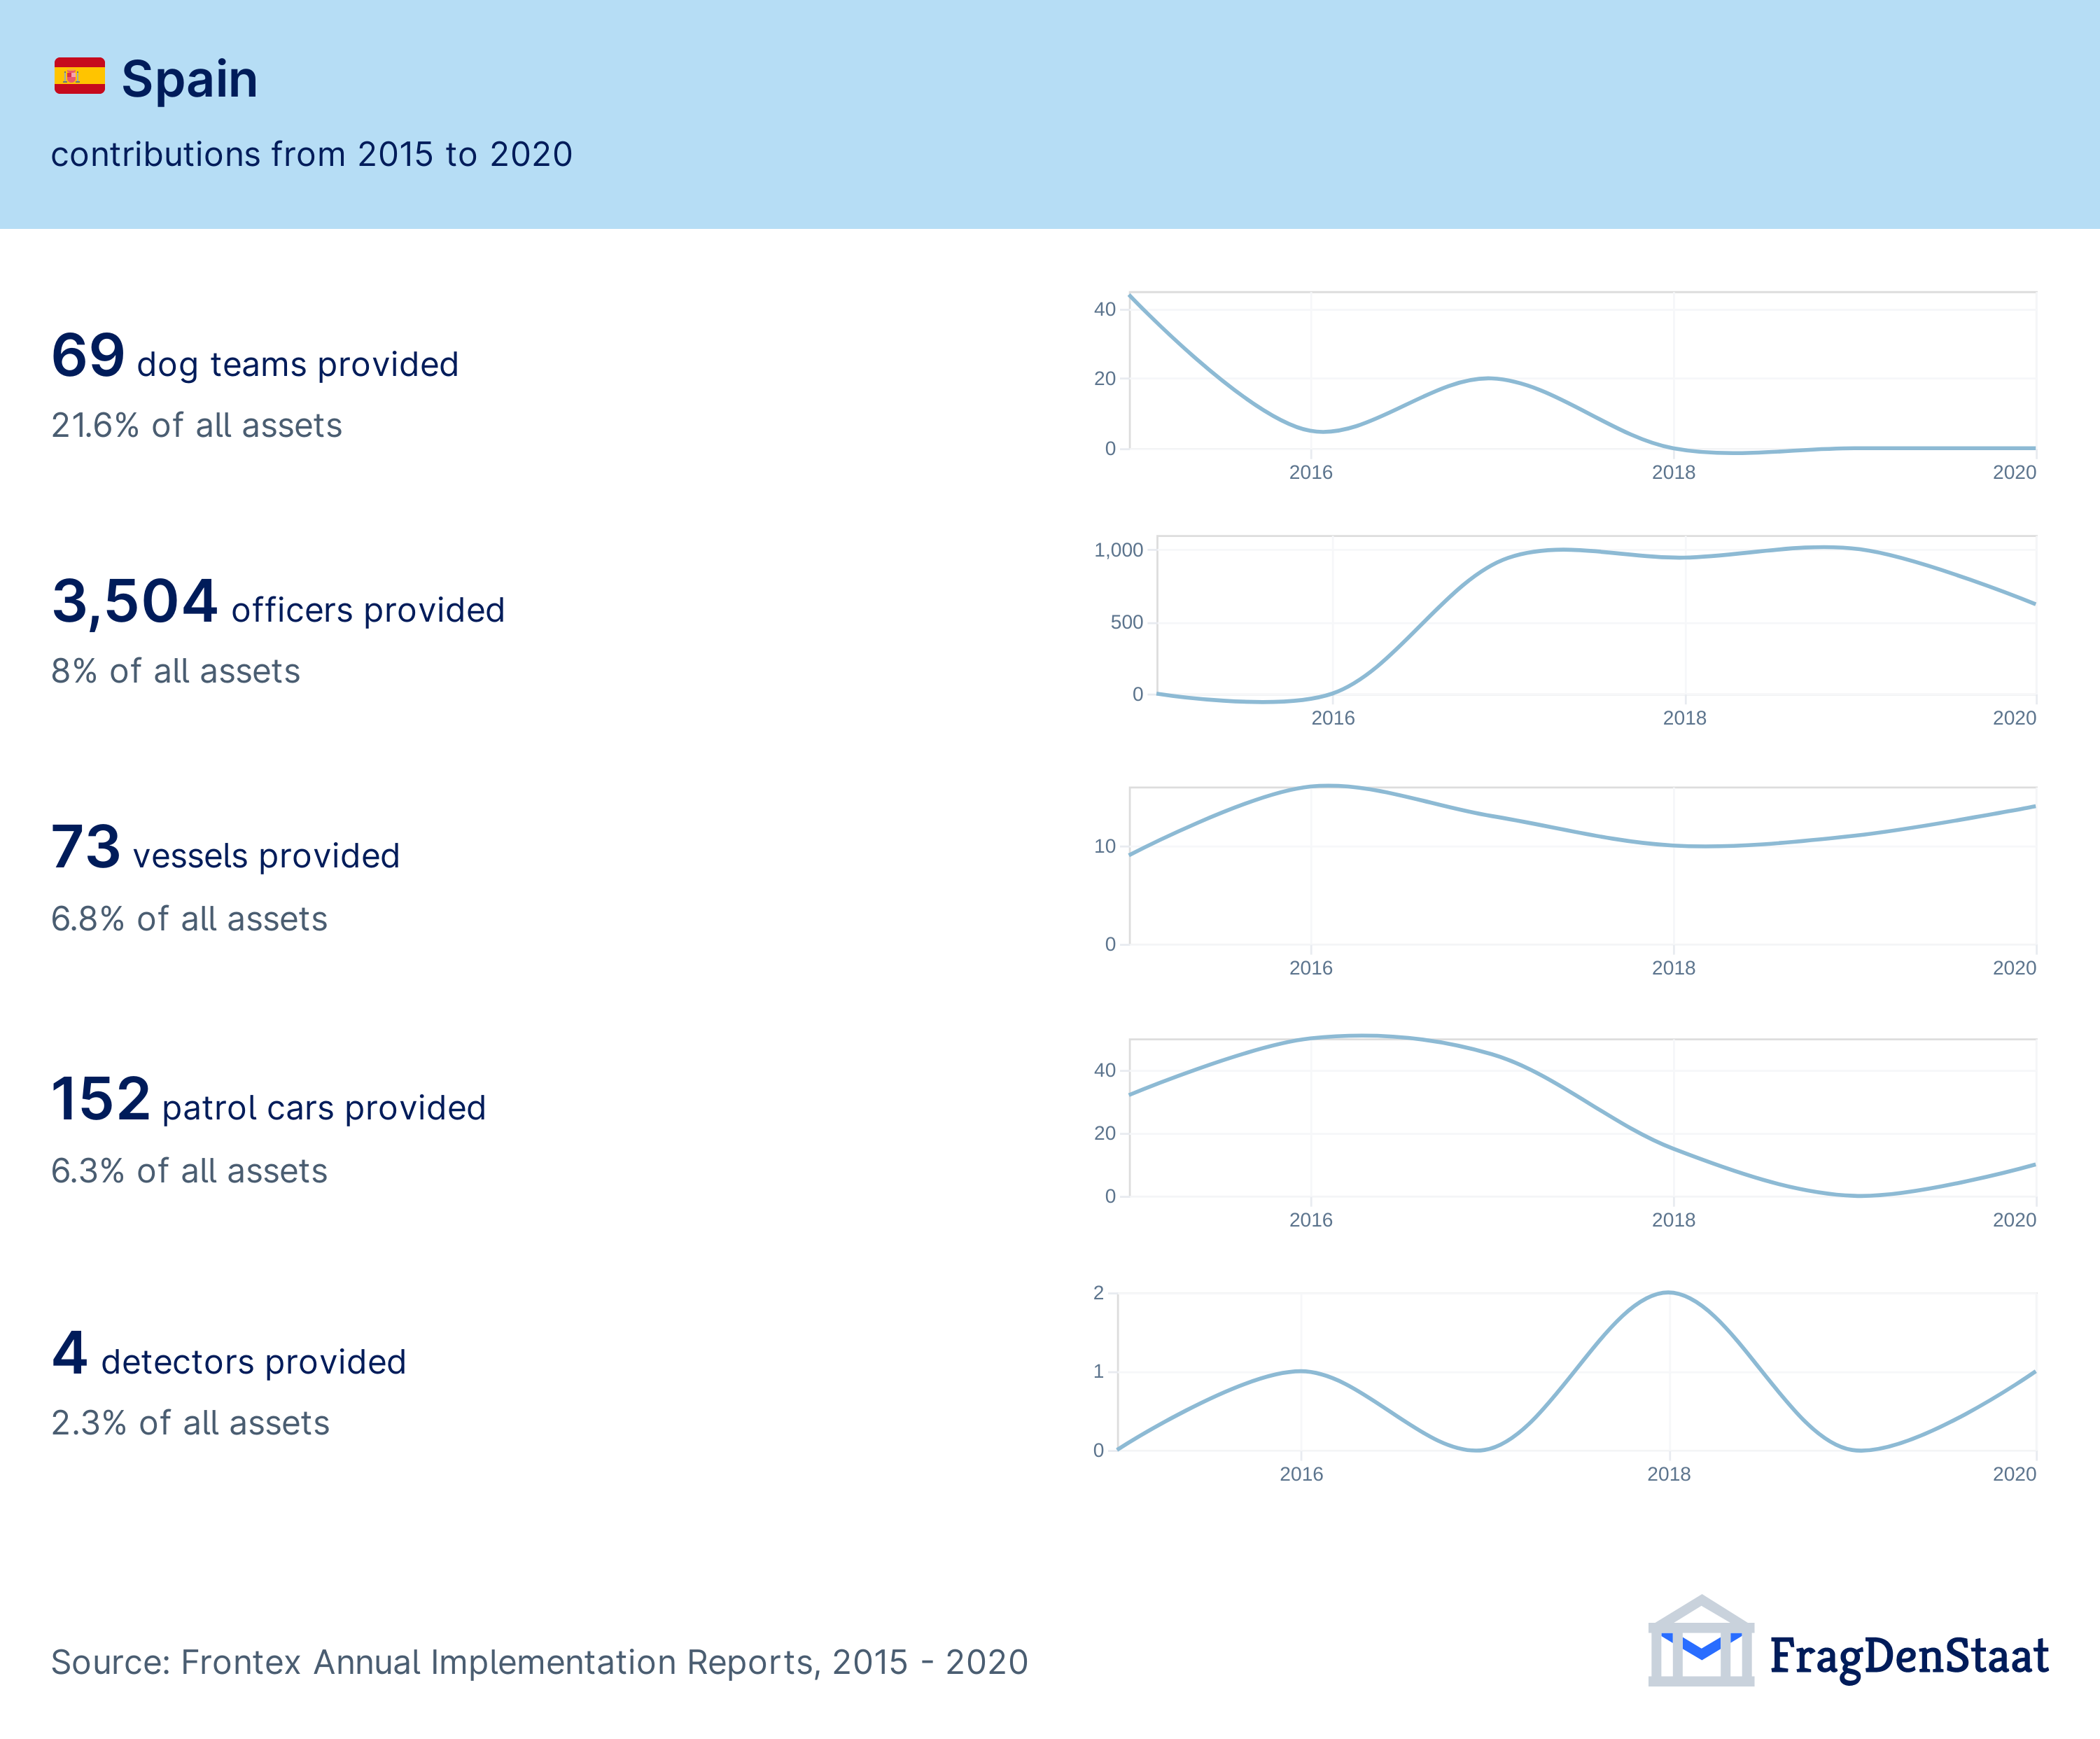 Spain
contributions from 2015 to 2020
69 dog teams provided
21.6% of all assets
40
20
0
2016 2018 2020
3,504 officers provided
8% of all assets
1,000
500
0
2016 2018 2020
73 vessels provided
6.8% of all assets
10
0
2016 2018 2020
152 patrol cars provided
6.3% of all assets
40
20
0
2016 2018 2020
4 detectors provided
2.3% of all assets
2
1
0
2016 2018 2020
Source: Frontex Annual Implementation Reports, 2015 - 2020
FragDenStaat